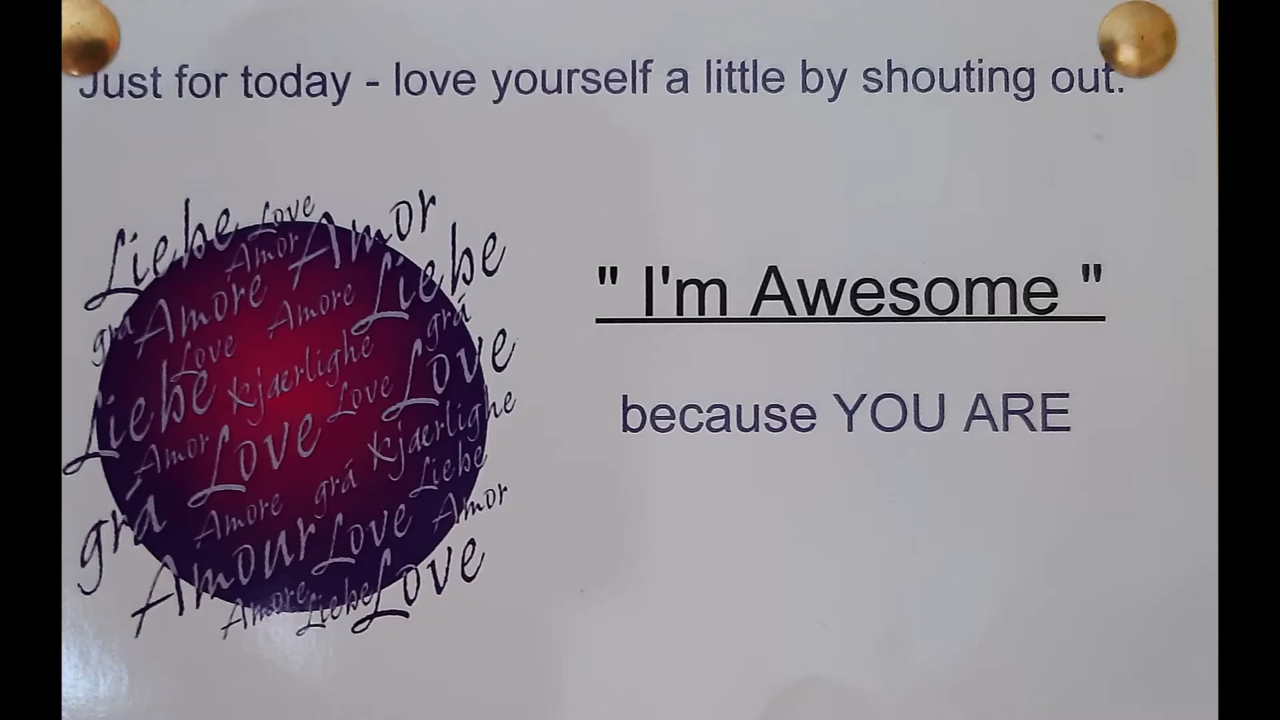 Just for today - love yourself a little by shouting out.
" I'm Awesome "
because YOU ARE
Liebe Love Amor
Amor Liebe
grá Amore Amore grá
Love Kjaerlighe Love
Liebe Love
Amor Love Kjaerlighe
grá Amore grá Liebe
Amour Love Amor
Amore Liebe Love